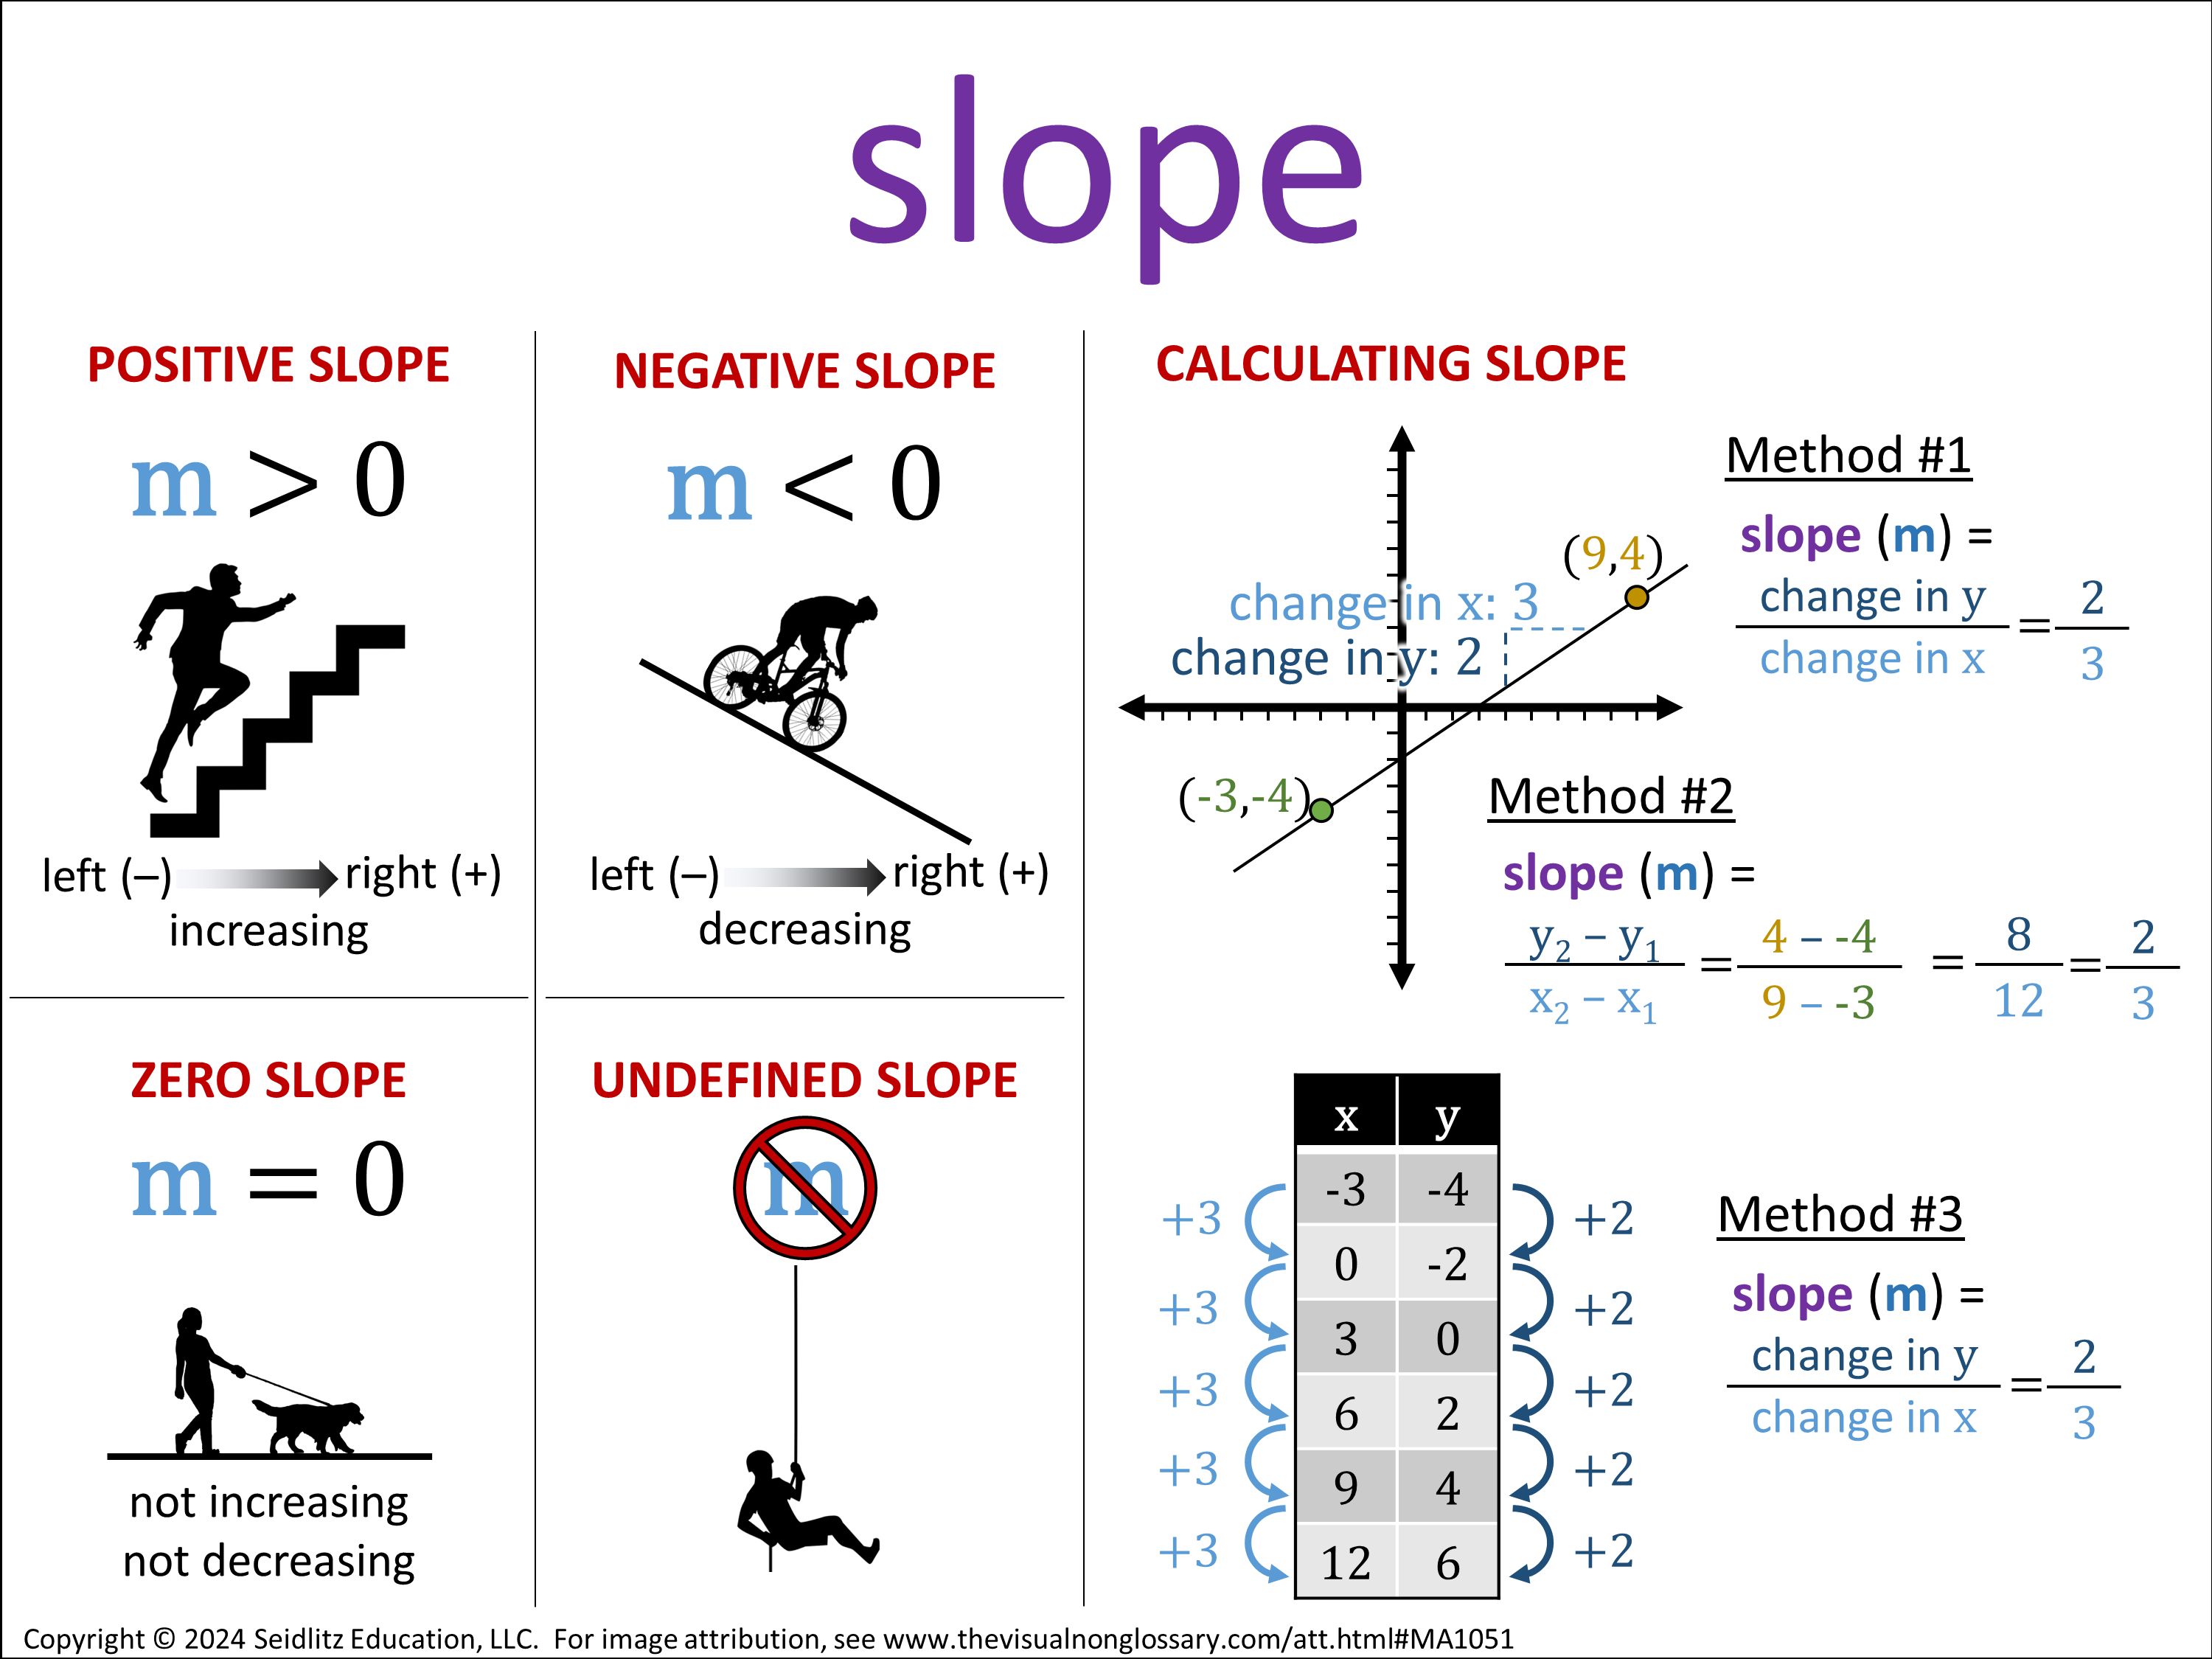 slope
POSITIVE SLOPE
m > 0
left (–) right (+)
increasing
NEGATIVE SLOPE
m < 0
left (–) right (+)
decreasing
ZERO SLOPE
m = 0
not increasing
not decreasing
UNDEFINED SLOPE
m
CALCULATING SLOPE
(9,4)
change in x: 3
change in y: 2
(-3,-4)
Method #1
slope (m) =
change in y / change in x = 2 / 3
Method #2
slope (m) =
y₂ – y₁ / x₂ – x₁ = 4 – -4 / 9 – -3 = 8 / 12 = 2 / 3
x y
-3 -4
0 -2
3 0
6 2
9 4
12 6
+3 +2
+3 +2
+3 +2
+3 +2
+3 +2
Method #3
slope (m) =
change in y / change in x = 2 / 3
Copyright © 2024 Seidlitz Education, LLC. For image attribution, see www.thevisualnonglossary.com/att.html#MA1051